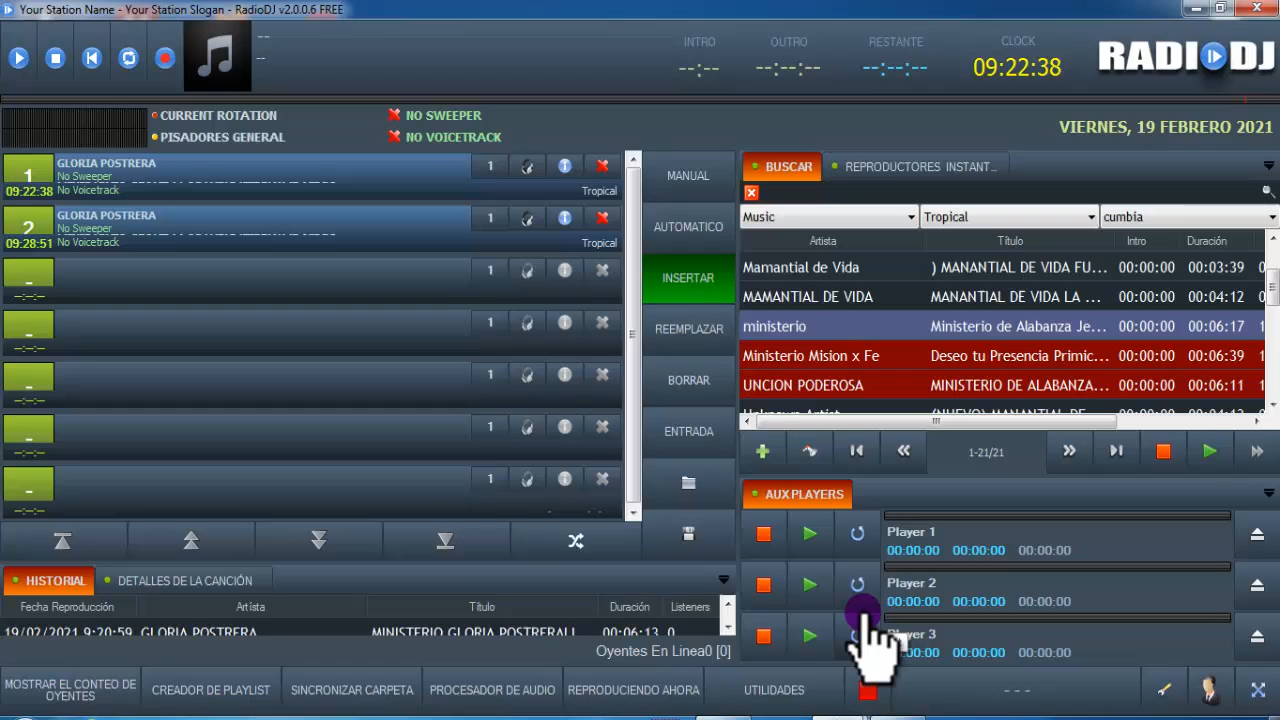 Your Station Name - Your Station Slogan - RadioDJ v2.0.0.6 FREE
--
--
INTRO
--:--
OUTRO
--:--:--
RESTANTE
--:--:--
CLOCK
09:22:38
RADIODJ
CURRENT ROTATION
NO SWEEPER
PISADORES GENERAL
NO VOICETRACK
VIERNES, 19 FEBRERO 2021
1
09:22:38
GLORIA POSTRERA
No Sweeper
No Voicetrack
1
Tropical
2
09:28:51
GLORIA POSTRERA
No Sweeper
No Voicetrack
1
Tropical
-
--:--:--
1
-
--:--:--
1
-
--:--:--
1
-
--:--:--
1
-
--:--:--
1
MANUAL
AUTOMATICO
INSERTAR
REEMPLAZAR
BORRAR
ENTRADA
BUSCAR
REPRODUCTORES INSTANT...
Music
Tropical
cumbia
Artista Título Intro Duración
Mamantial de Vida ) MANANTIAL DE VIDA FU... 00:00:00 00:03:39
MAMANTIAL DE VIDA MANANTIAL DE VIDA LA ... 00:00:00 00:04:12
ministerio Ministerio de Alabanza Je... 00:00:00 00:06:17
Ministerio Mision x Fe Deseo tu Presencia Primic... 00:00:00 00:06:39
UNCION PODEROSA MINISTERIO DE ALABANZA... 00:00:00 00:06:11
1-21/21
AUX PLAYERS
Player 1
00:00:00 00:00:00 00:00:00
Player 2
00:00:00 00:00:00 00:00:00
Player 3
00:00:00 00:00:00
HISTORIAL
DETALLES DE LA CANCIÓN
Fecha Reproducción Artísta Título Duración Listeners
19/02/2021 9:20:59 GLORIA POSTRERA MINISTERIO GLORIA POSTRERA 00:06:13 0
Oyentes En Linea0 [0]
MOSTRAR EL CONTEO DE OYENTES
CREADOR DE PLAYLIST
SINCRONIZAR CARPETA
PROCESADOR DE AUDIO
REPRODUCIENDO AHORA
UTILIDADES
- - -